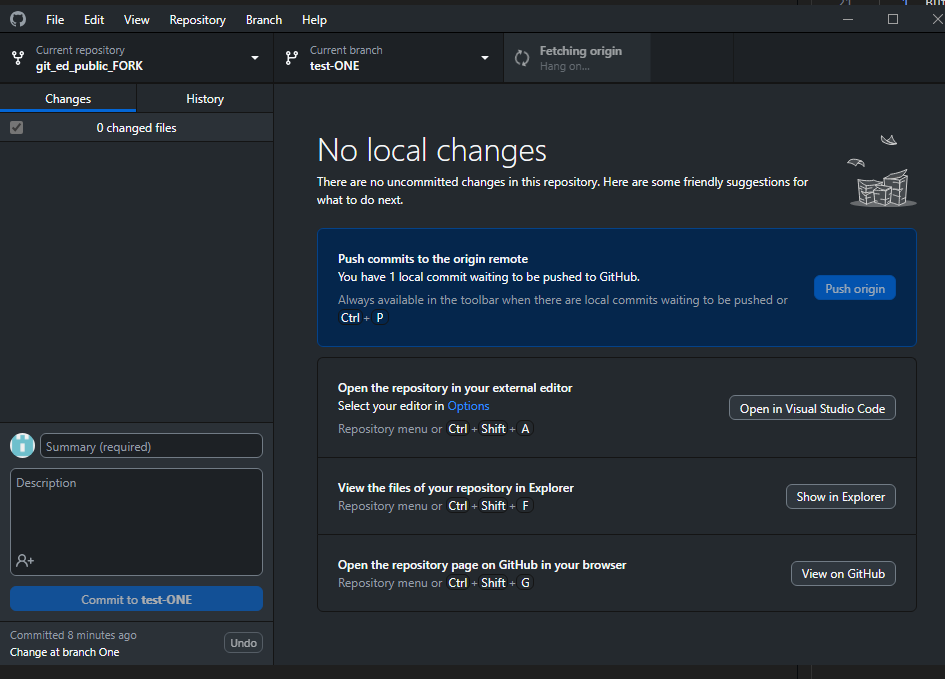 File Edit View Repository Branch Help
Current repository
git_ed_public_FORK
Current branch
test-ONE
Fetching origin
Hang on...
Changes
History
0 changed files
No local changes
There are no uncommitted changes in this repository. Here are some friendly suggestions for
what to do next.
Push commits to the origin remote
You have 1 local commit waiting to be pushed to GitHub.
Always available in the toolbar when there are local commits waiting to be pushed or
Ctrl + P
Push origin
Open the repository in your external editor
Select your editor in Options
Repository menu or Ctrl + Shift + A
Open in Visual Studio Code
View the files of your repository in Explorer
Repository menu or Ctrl + Shift + F
Show in Explorer
Open the repository page on GitHub in your browser
Repository menu or Ctrl + Shift + G
View on GitHub
Summary (required)
Description
Commit to test-ONE
Committed 8 minutes ago
Change at branch One
Undo